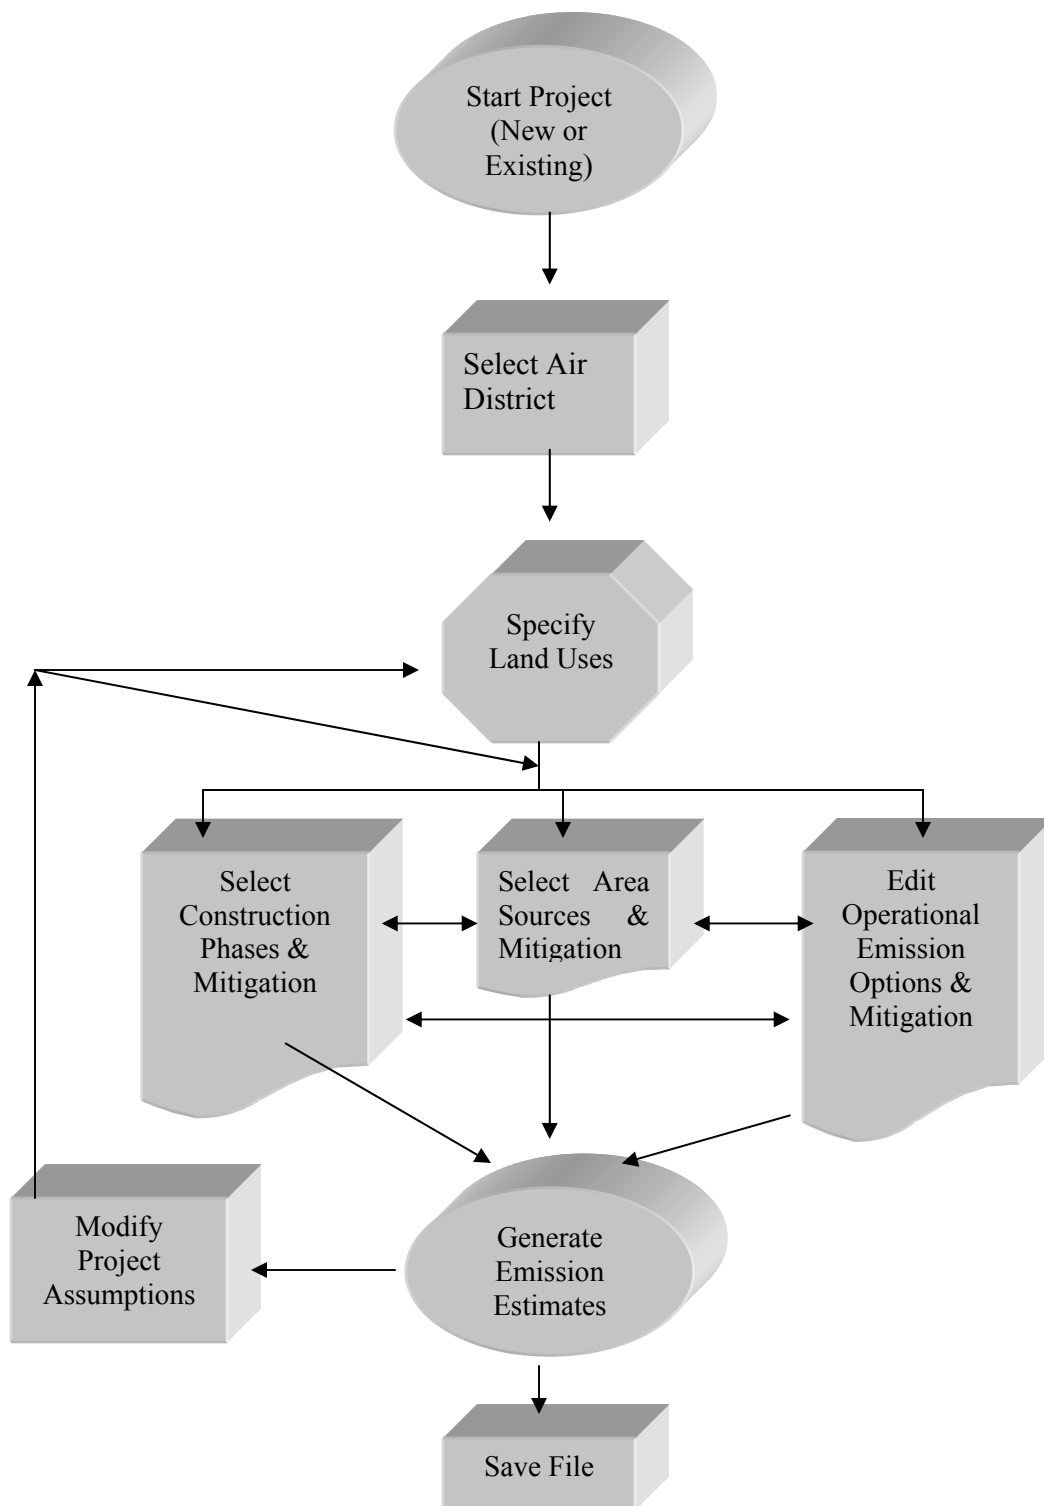 Start Project
(New or
Existing)
Select Air
District
Specify
Land Uses
Select
Construction
Phases &
Mitigation
Select Area
Sources &
Mitigation
Edit
Operational
Emission
Options &
Mitigation
Modify
Project
Assumptions
Generate
Emission
Estimates
Save File